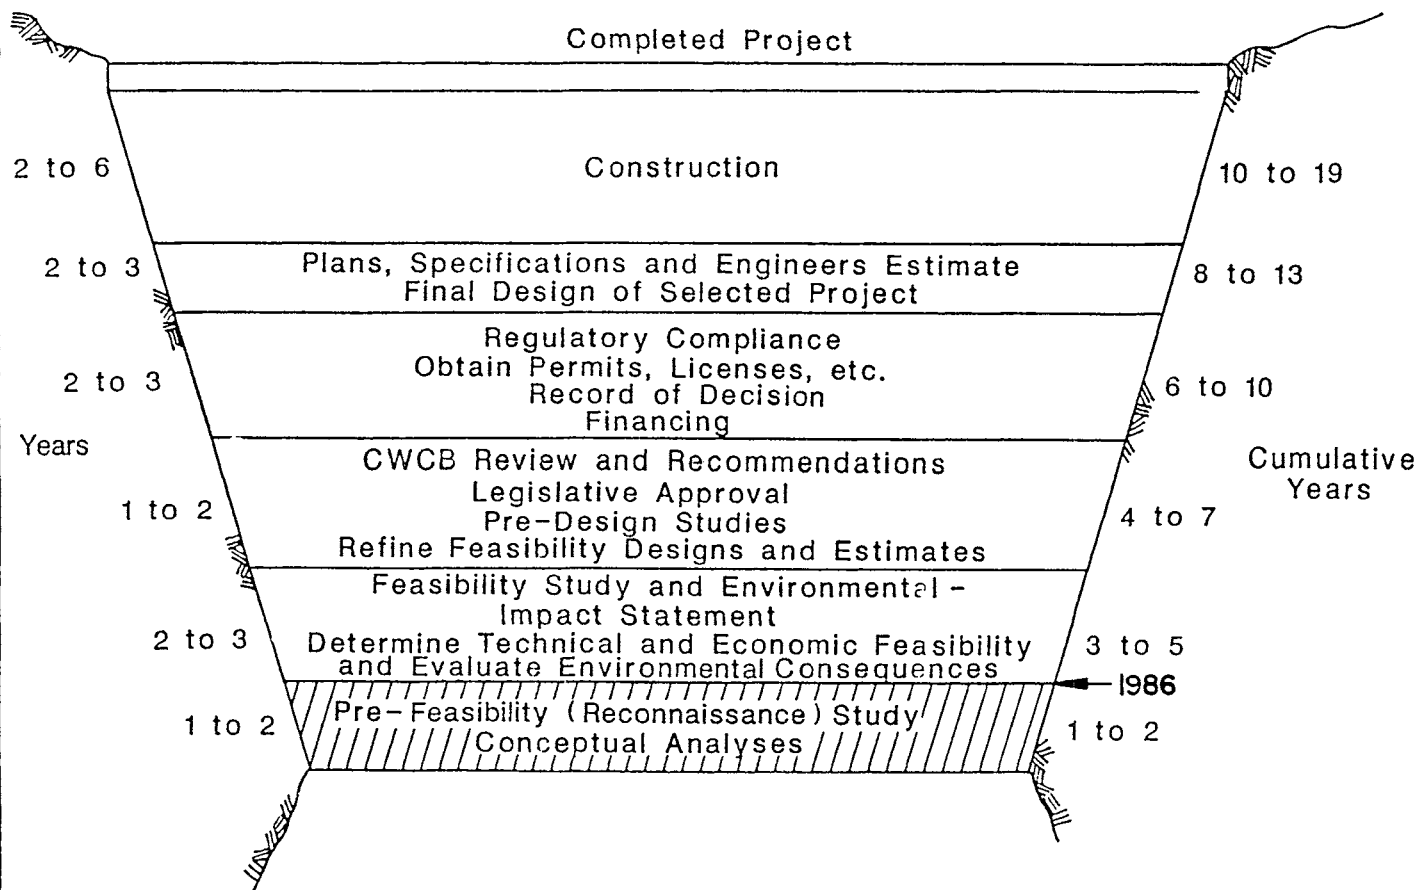 Completed Project
2 to 6
Construction
10 to 19
2 to 3
Plans, Specifications and Engineers Estimate
Final Design of Selected Project
8 to 13
2 to 3
Regulatory Compliance
Obtain Permits, Licenses, etc.
Record of Decision
Financing
6 to 10
Years
Cumulative
Years
1 to 2
CWCB Review and Recommendations
Legislative Approval
Pre-Design Studies
Refine Feasibility Designs and Estimates
4 to 7
2 to 3
Feasibility Study and Environmental -
Impact Statement
Determine Technical and Economic Feasibility
and Evaluate Environmental Consequences
3 to 5
1986
1 to 2
Pre-Feasibility (Reconnaissance) Study
Conceptual Analyses
1 to 2